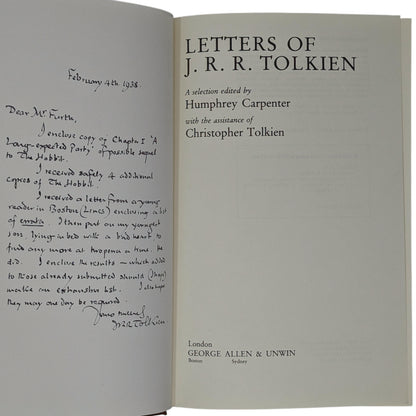 February 4th. 1938.
Dear Mr Furth,
I enclose copy of Chapter I 'A
Long-expected Party' of possible sequel
to The Hobbit.
I received safely 4 additional
copies of The Hobbit.
I received a letter from a young
reader in Boston (Lincs) enclosing a list
of errata. I then put on my youngest
son, lying in bed with a bad heart to
find any more at twopence a time. He
did. I enclose the results – which added
to those already submitted should (I hope)
make an exhaustive list. I also hope
they may one day be required.
Yours sincerely
JRR Tolkien
LETTERS OF
J. R. R. TOLKIEN
A selection edited by
Humphrey Carpenter
with the assistance of
Christopher Tolkien
London
GEORGE ALLEN & UNWIN
Boston Sydney